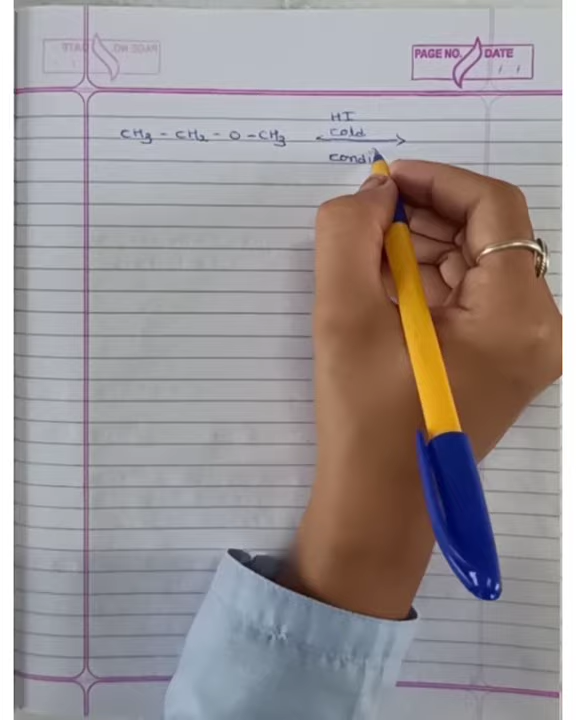 PAGE NO. DATE
CH3 - CH2 - O - CH3
HI
cold
condi